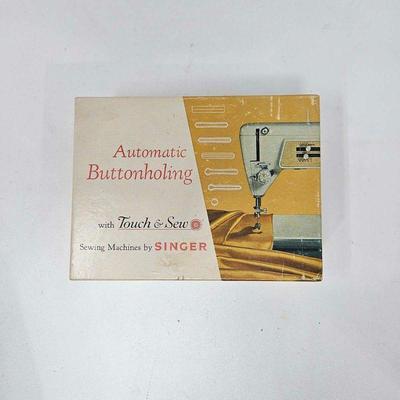 Automatic
Buttonholing
with Touch & Sew
Sewing Machines by SINGER